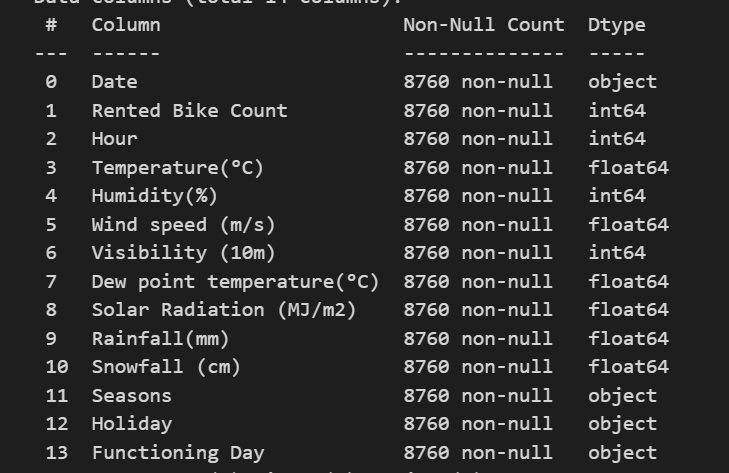 Data columns (total 14 columns):
#   Column                     Non-Null Count  Dtype
---  ------                     --------------  -----
0   Date                       8760 non-null   object
1   Rented Bike Count          8760 non-null   int64
2   Hour                       8760 non-null   int64
3   Temperature(°C)            8760 non-null   float64
4   Humidity(%)                8760 non-null   int64
5   Wind speed (m/s)           8760 non-null   float64
6   Visibility (10m)           8760 non-null   int64
7   Dew point temperature(°C)  8760 non-null   float64
8   Solar Radiation (MJ/m2)    8760 non-null   float64
9   Rainfall(mm)               8760 non-null   float64
10  Snowfall (cm)              8760 non-null   float64
11  Seasons                    8760 non-null   object
12  Holiday                    8760 non-null   object
13  Functioning Day            8760 non-null   object